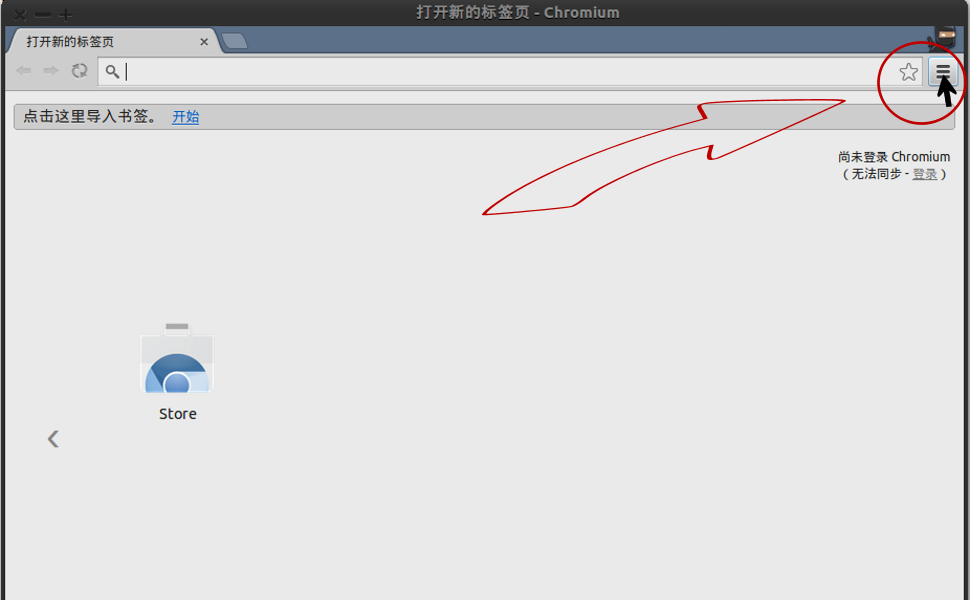 打开新的标签页 - Chromium
打开新的标签页
点击这里导入书签。 开始
尚未登录 Chromium
（无法同步 - 登录）
Store